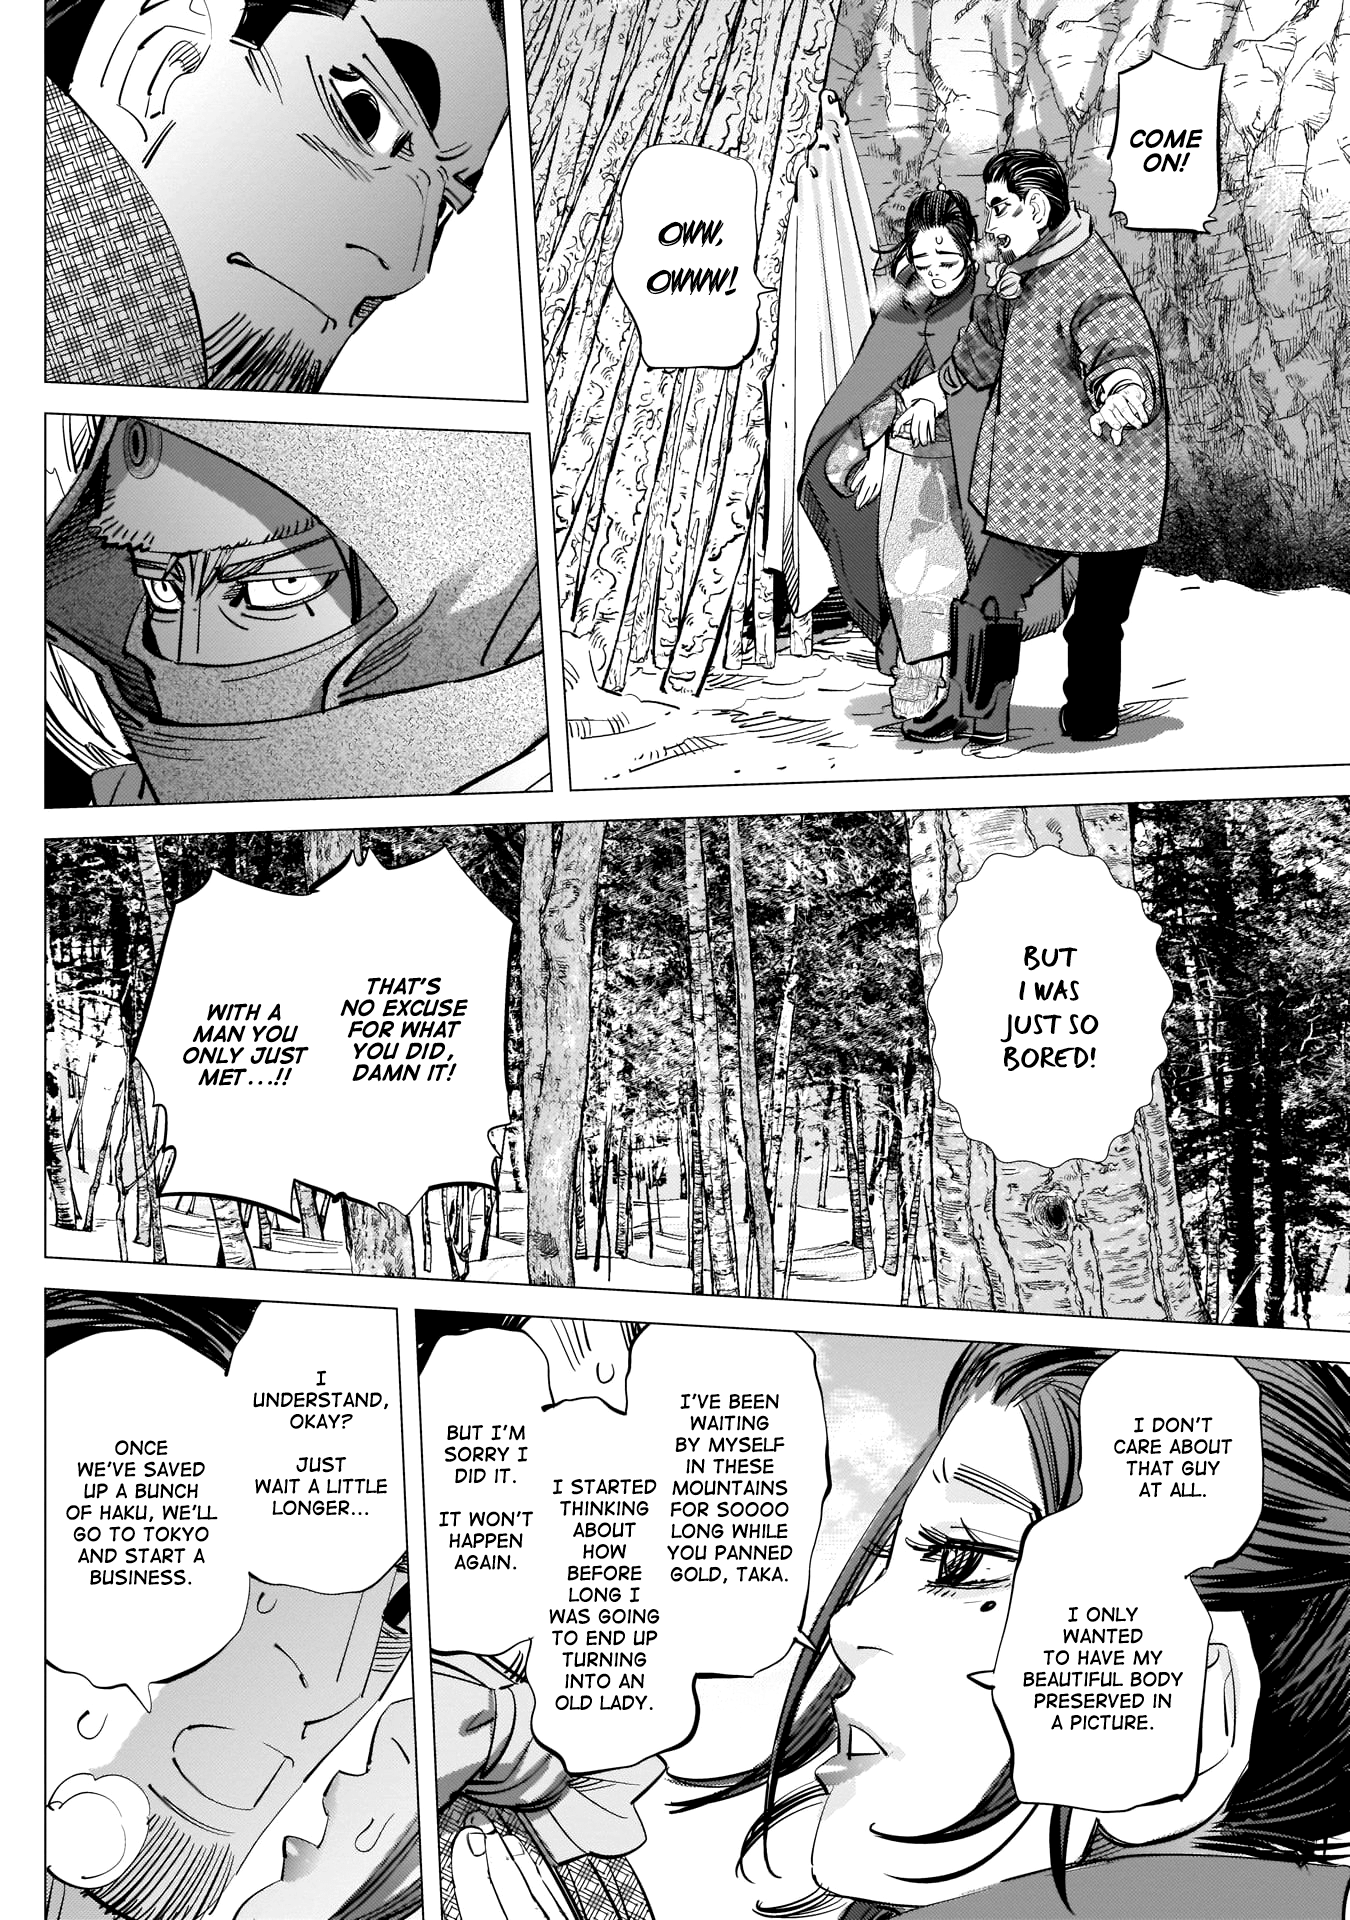 COME
ON!
OWW,
OWWW!
BUT
I WAS
JUST SO
BORED!
THAT'S
NO EXCUSE
FOR WHAT
YOU DID,
DAMN IT!
WITH A
MAN YOU
ONLY JUST
MET...!!
I DON'T
CARE ABOUT
THAT GUY
AT ALL.
I ONLY
WANTED
TO HAVE MY
BEAUTIFUL BODY
PRESERVED IN
A PICTURE.
I'VE BEEN
WAITING
BY MYSELF
IN THESE
MOUNTAINS
FOR SOOOO
LONG WHILE
YOU PANNED
GOLD, TAKA.
I STARTED
THINKING
ABOUT
HOW
BEFORE
LONG I
WAS GOING
TO END UP
TURNING
INTO AN
OLD LADY.
BUT I'M
SORRY I
DID IT.
IT WON'T
HAPPEN
AGAIN.
I
UNDERSTAND,
OKAY?
JUST
WAIT A LITTLE
LONGER...
ONCE
WE'VE SAVED
UP A BUNCH
OF HAKU, WE'LL
GO TO TOKYO
AND START A
BUSINESS.